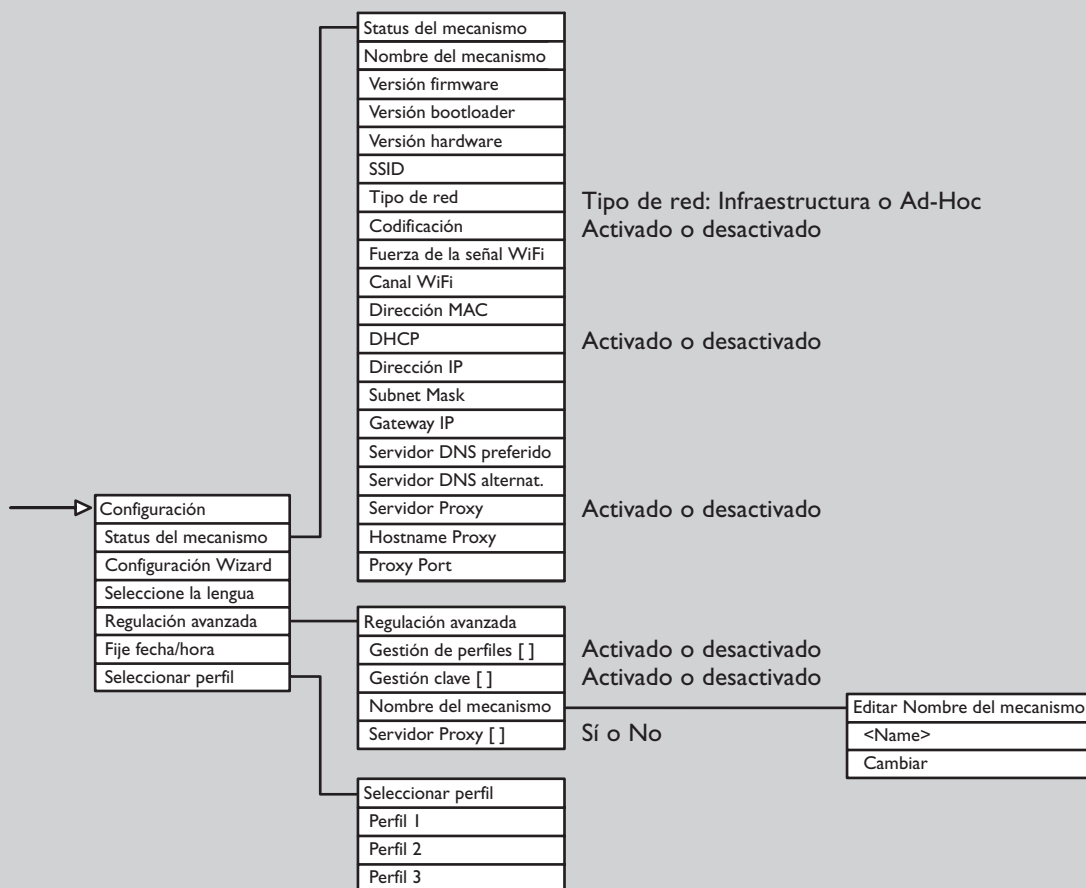 Status del mecanismo
Nombre del mecanismo
Versión firmware
Versión bootloader
Versión hardware
SSID
Tipo de red
Tipo de red: Infraestructura o Ad-Hoc
Codificación
Activado o desactivado
Fuerza de la señal WiFi
Canal WiFi
Dirección MAC
DHCP
Activado o desactivado
Dirección IP
Subnet Mask
Gateway IP
Servidor DNS preferido
Servidor DNS alternat.
Servidor Proxy
Activado o desactivado
Hostname Proxy
Proxy Port
Configuración
Status del mecanismo
Configuración Wizard
Seleccione la lengua
Regulación avanzada
Fije fecha/hora
Seleccionar perfil
Regulación avanzada
Gestión de perfiles [ ]
Activado o desactivado
Gestión clave [ ]
Activado o desactivado
Nombre del mecanismo
Servidor Proxy [ ]
Sí o No
Editar Nombre del mecanismo
<Name>
Cambiar
Seleccionar perfil
Perfil 1
Perfil 2
Perfil 3